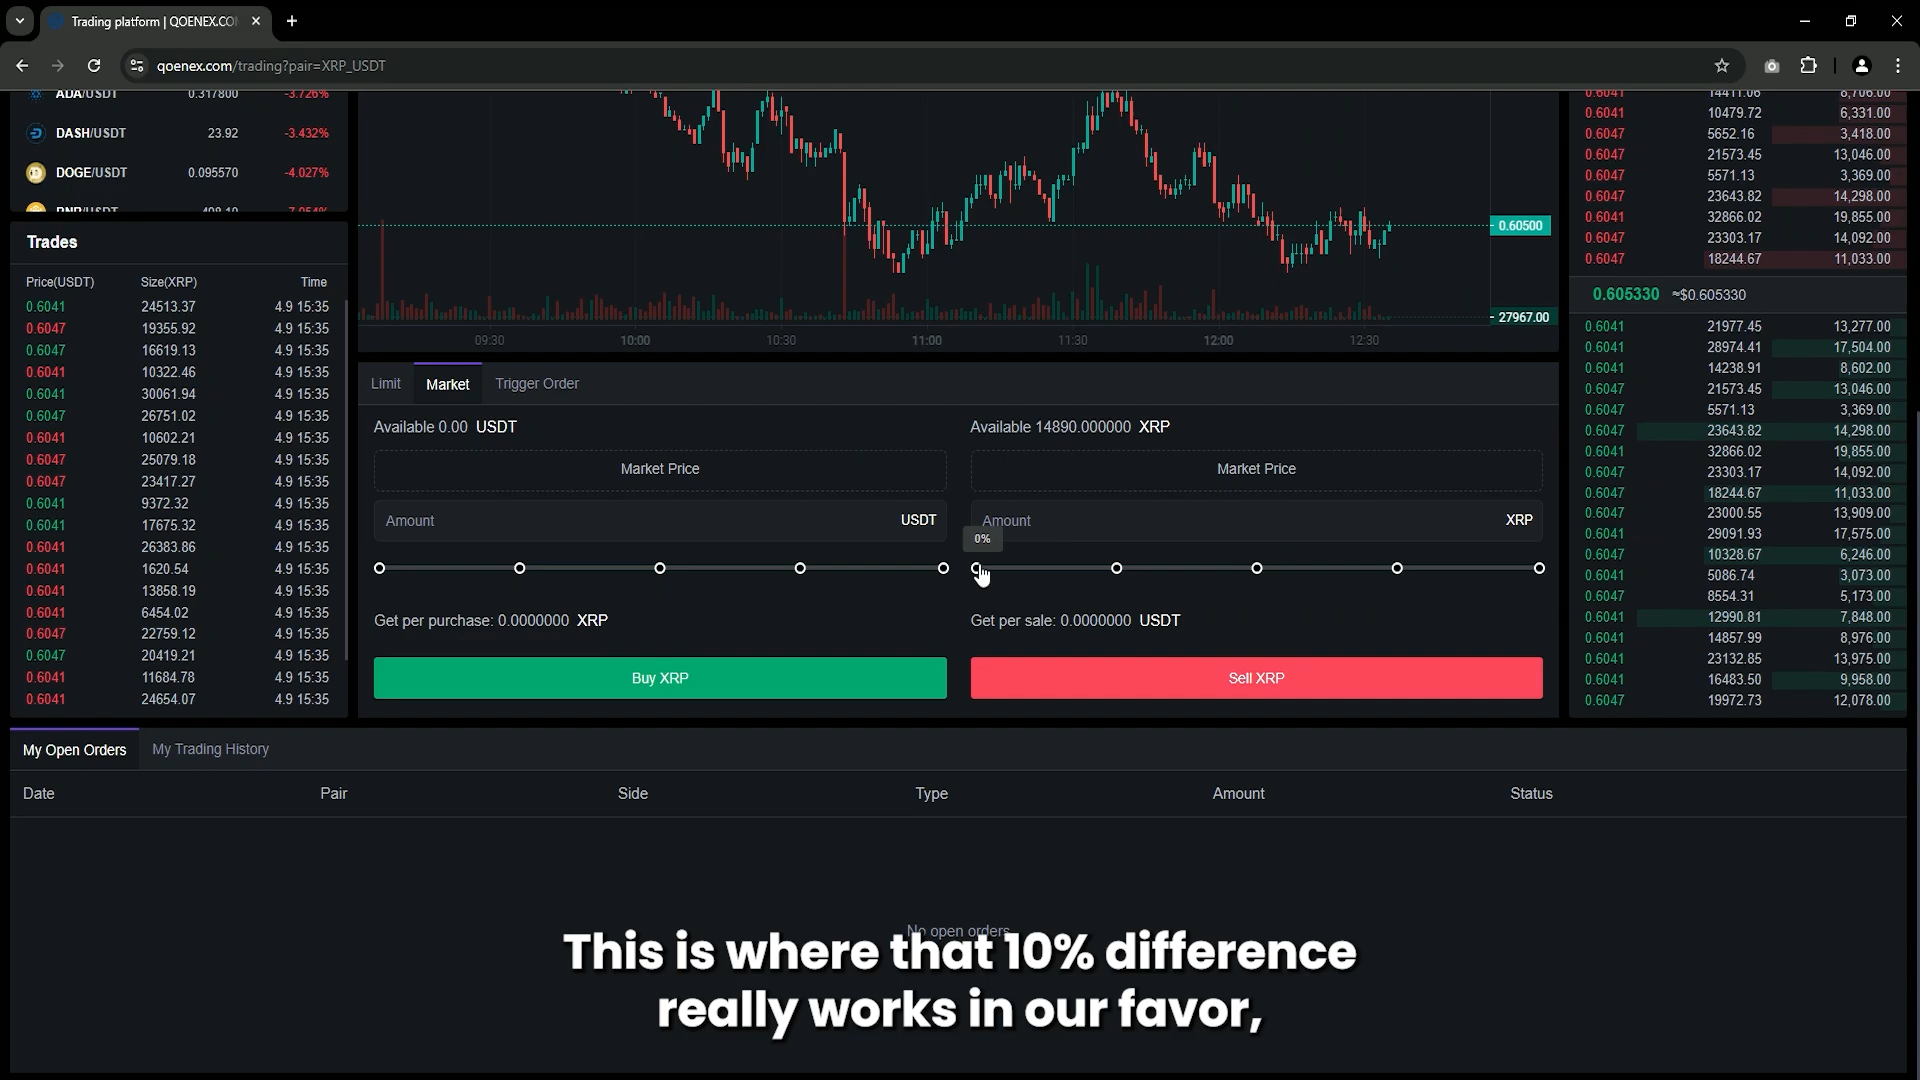 Trading platform | QOENEX.CO
qoenex.com/trading?pair=XRP_USDT
ADA/USDT 0.317800 -3.726%
DASH/USDT 23.92 -3.432%
DOGE/USDT 0.095570 -4.027%
Trades
Price(USDT) Size(XRP) Time
0.6041 24513.37 4.9 15:35
0.6047 19355.92 4.9 15:35
0.6047 16619.13 4.9 15:35
0.6041 10322.46 4.9 15:35
0.6041 30061.94 4.9 15:35
0.6047 26751.02 4.9 15:35
0.6041 10602.21 4.9 15:35
0.6047 25079.18 4.9 15:35
0.6047 23417.27 4.9 15:35
0.6041 9372.32 4.9 15:35
0.6041 17675.32 4.9 15:35
0.6041 26383.86 4.9 15:35
0.6041 1620.54 4.9 15:35
0.6041 13858.19 4.9 15:35
0.6041 6454.02 4.9 15:35
0.6047 22759.12 4.9 15:35
0.6047 20419.21 4.9 15:35
0.6041 11684.78 4.9 15:35
0.6041 24654.07 4.9 15:35
0.60500
27967.00
09:30 10:00 10:30 11:00 11:30 12:00 12:30
Limit Market Trigger Order
Available 0.00 USDT
Market Price
Amount USDT
Get per purchase: 0.0000000 XRP
Buy XRP
Available 14890.000000 XRP
Market Price
Amount XRP
0%
Get per sale: 0.0000000 USDT
Sell XRP
0.6041 14411.06 8,706.00
0.6041 10479.72 6,331.00
0.6047 5652.16 3,418.00
0.6047 21573.45 13,046.00
0.6047 5571.13 3,369.00
0.6047 23643.82 14,298.00
0.6041 32866.02 19,855.00
0.6047 23303.17 14,092.00
0.6047 18244.67 11,033.00
0.605330 ≈$0.605330
0.6041 21977.45 13,277.00
0.6041 28974.41 17,504.00
0.6041 14238.91 8,602.00
0.6047 21573.45 13,046.00
0.6047 5571.13 3,369.00
0.6047 23643.82 14,298.00
0.6041 32866.02 19,855.00
0.6047 23303.17 14,092.00
0.6047 18244.67 11,033.00
0.6047 23000.55 13,909.00
0.6041 29091.93 17,575.00
0.6047 10328.67 6,246.00
0.6041 5086.74 3,073.00
0.6047 8554.31 5,173.00
0.6041 12990.81 7,848.00
0.6041 14857.99 8,976.00
0.6041 23132.85 13,975.00
0.6041 16483.50 9,958.00
0.6047 19972.73 12,078.00
My Open Orders My Trading History
Date Pair Side Type Amount Status
No open orders
This is where that 10% difference
really works in our favor,